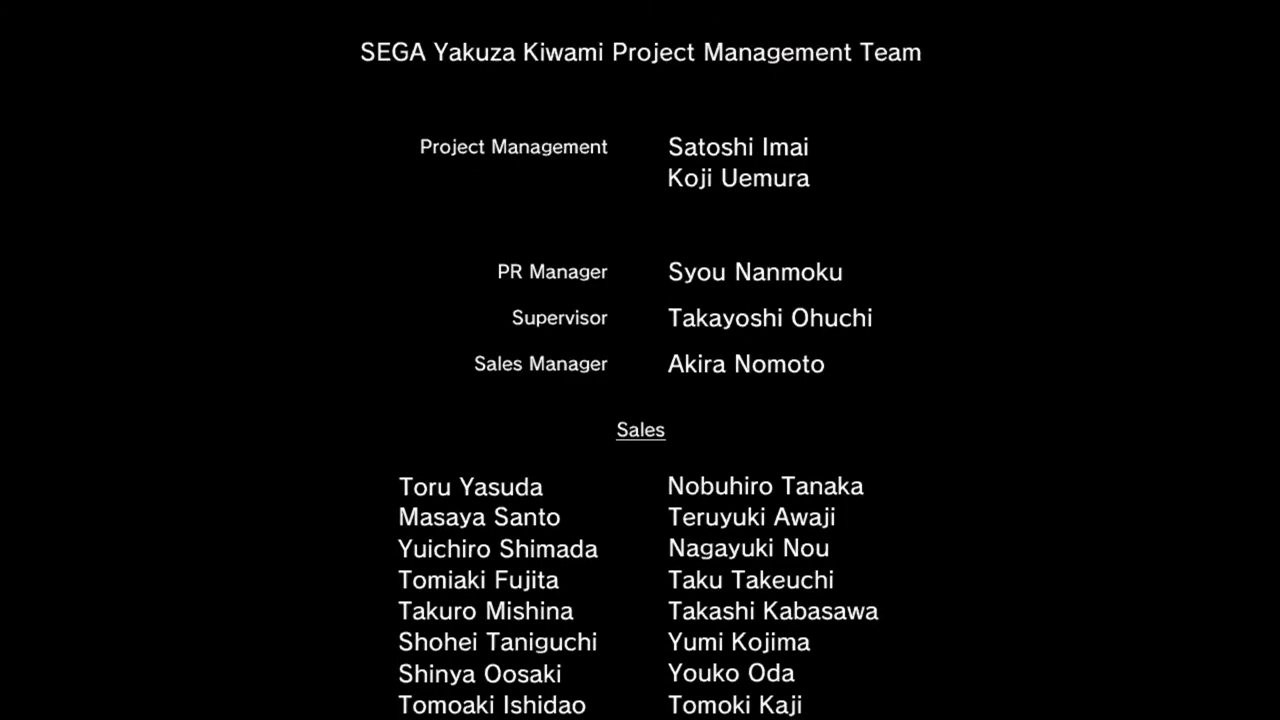 SEGA Yakuza Kiwami Project Management Team
Project Management Satoshi Imai
Koji Uemura
PR Manager Syou Nanmoku
Supervisor Takayoshi Ohuchi
Sales Manager Akira Nomoto
Sales
Toru Yasuda Nobuhiro Tanaka
Masaya Santo Teruyuki Awaji
Yuichiro Shimada Nagayuki Nou
Tomiaki Fujita Taku Takeuchi
Takuro Mishina Takashi Kabasawa
Shohei Taniguchi Yumi Kojima
Shinya Oosaki Youko Oda
Tomoaki Ishidao Tomoki Kaji